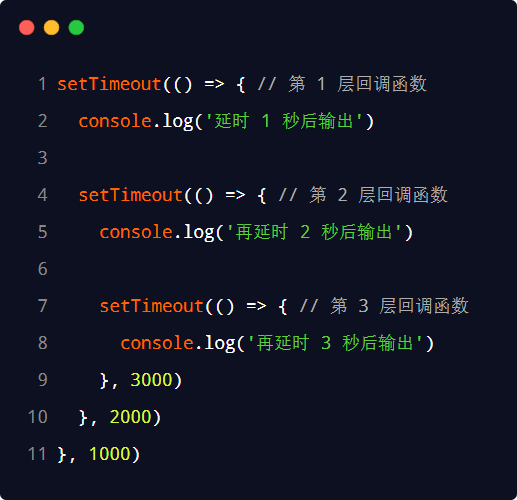 1 setTimeout(() => { // 第 1 层回调函数
2   console.log('延时 1 秒后输出')
3
4   setTimeout(() => { // 第 2 层回调函数
5     console.log('再延时 2 秒后输出')
6
7     setTimeout(() => { // 第 3 层回调函数
8       console.log('再延时 3 秒后输出')
9     }, 3000)
10   }, 2000)
11 }, 1000)